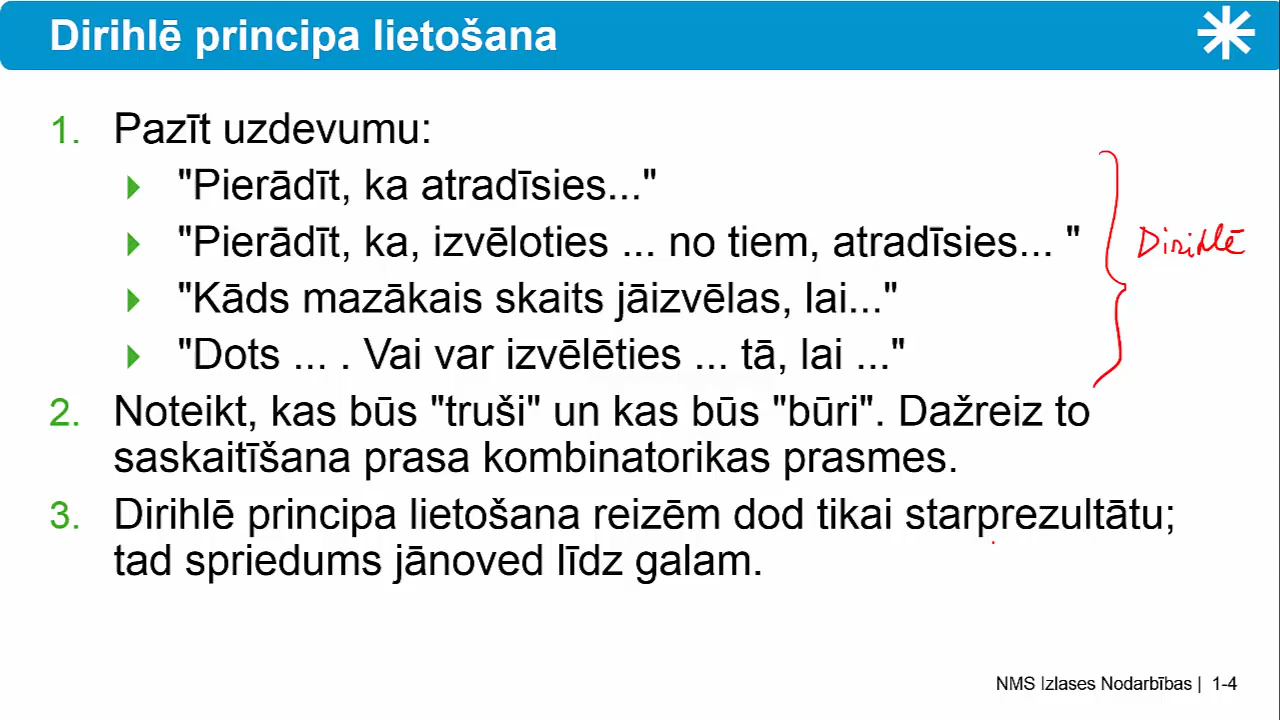 Dirihlē principa lietošana
1. Pazīt uzdevumu:
"Pierādīt, ka atradīsies..."
"Pierādīt, ka, izvēloties ... no tiem, atradīsies... "
"Kāds mazākais skaits jāizvēlas, lai..."
"Dots ... . Vai var izvēlēties ... tā, lai ..."
Dirihlē
2. Noteikt, kas būs "truši" un kas būs "būri". Dažreiz to
saskaitīšana prasa kombinatorikas prasmes.
3. Dirihlē principa lietošana reizēm dod tikai starprezultātu;
tad spriedums jānoved līdz galam.
NMS Izlases Nodarbības | 1-4